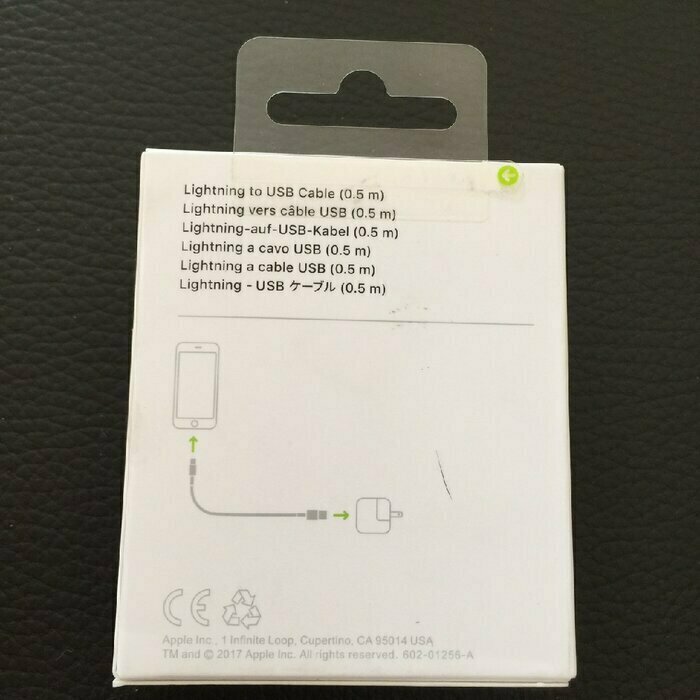 Lightning to USB Cable (0.5 m)
Lightning vers câble USB (0.5 m)
Lightning-auf-USB-Kabel (0.5 m)
Lightning a cavo USB (0.5 m)
Lightning a cable USB (0.5 m)
Lightning - USB ケーブル (0.5 m)
CE
Apple Inc., 1 Infinite Loop, Cupertino, CA 95014 USA
TM and © 2017 Apple Inc. All rights reserved. 602-01256-A